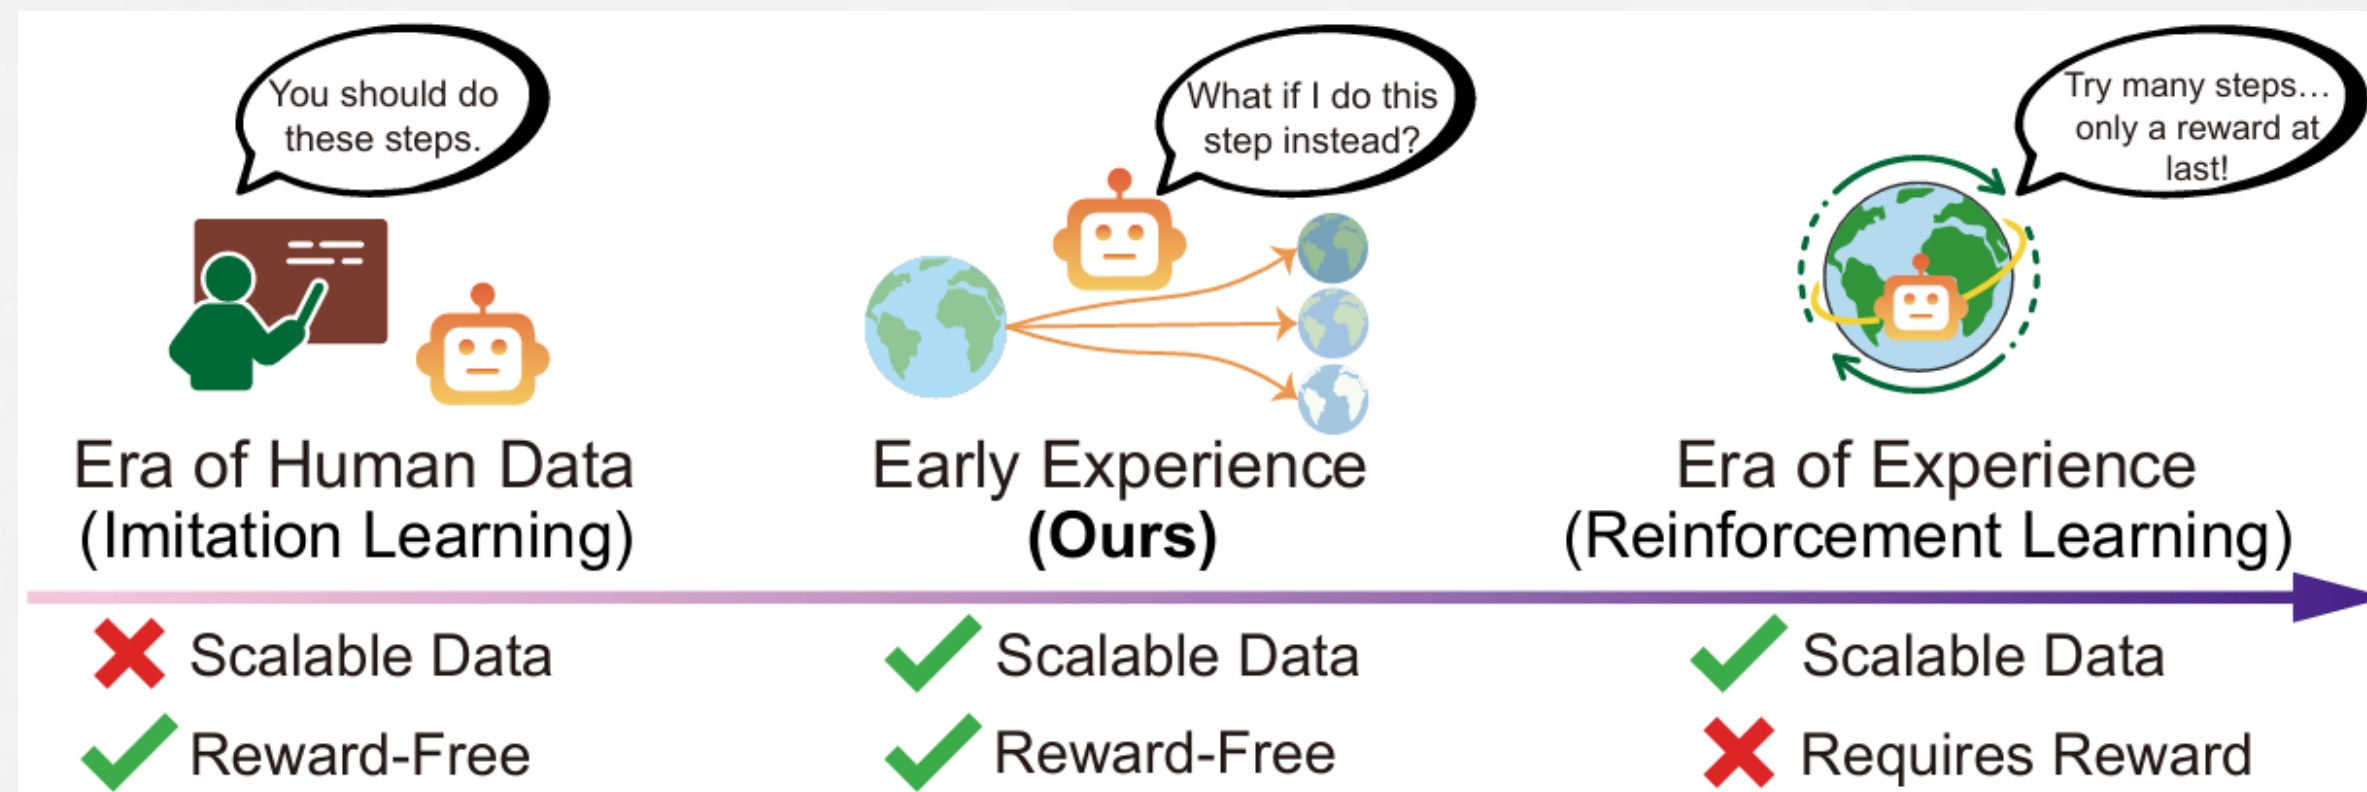 You should do
these steps.
What if I do this
step instead?
Try many steps...
only a reward at
last!
Era of Human Data
(Imitation Learning)
Early Experience
(Ours)
Era of Experience
(Reinforcement Learning)
Scalable Data
Reward-Free
Scalable Data
Reward-Free
Scalable Data
Requires Reward